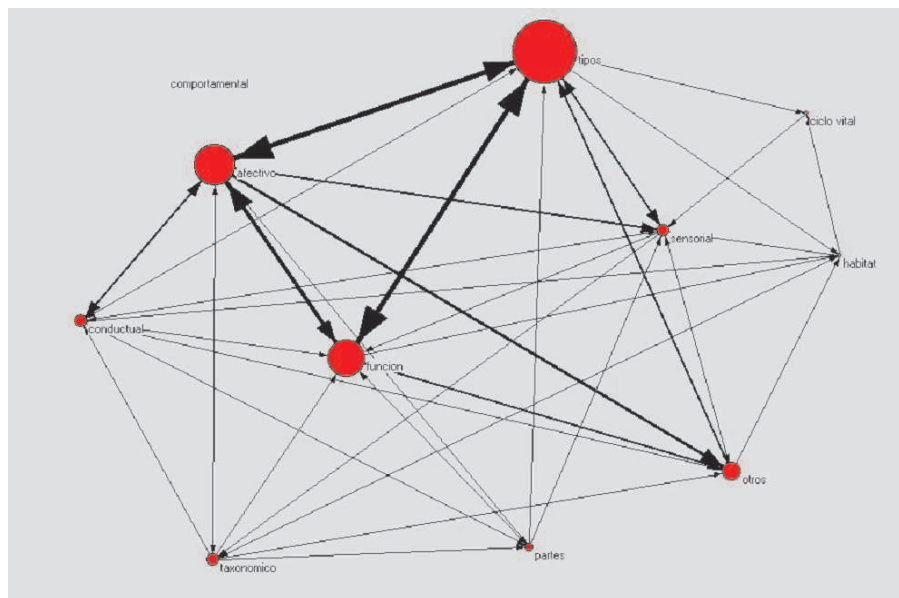 tipos
comportamental
ciclo vital
afectivo
sensorial
habitat
conductual
funcion
otros
partes
taxonomico